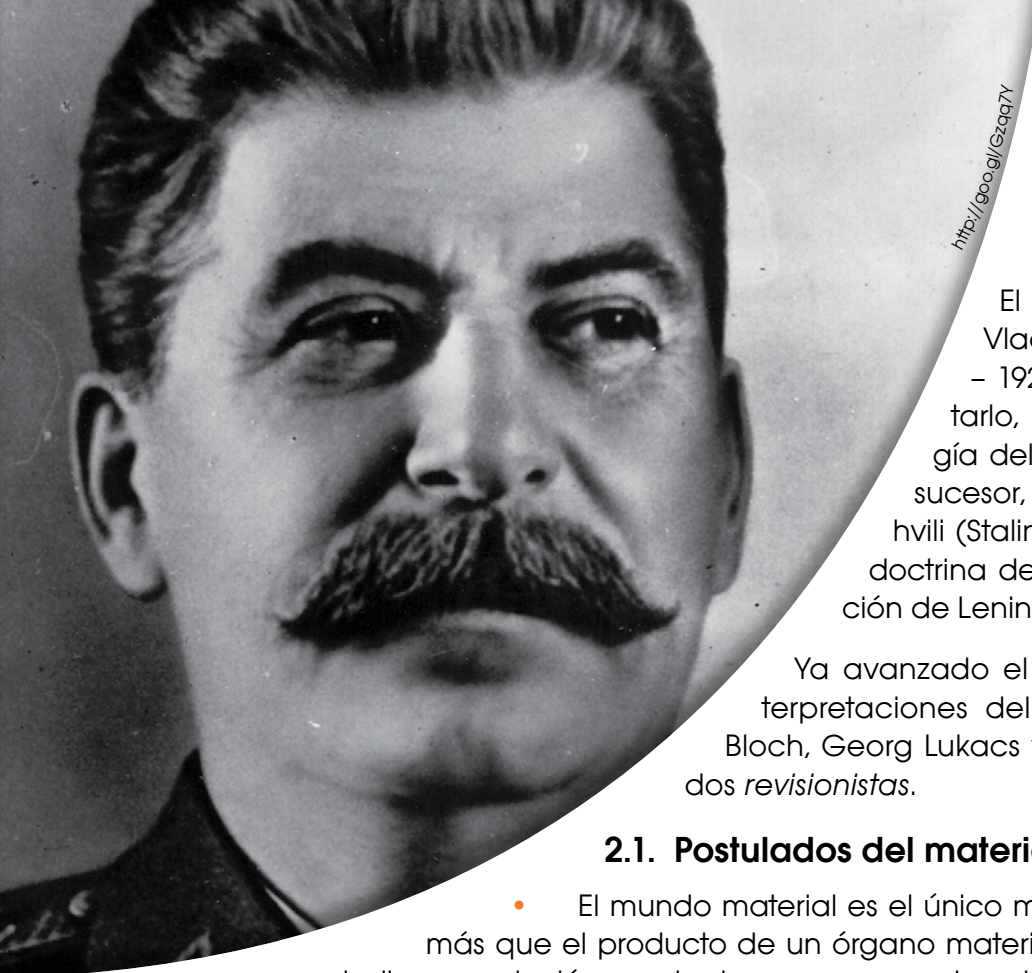 http://goo.gl/Gzqq7Y
El
– 192
tarlo,
gía del
sucesor,
hvili (Stalin
doctrina de
ción de Lenin
Ya avanzado el
terpretaciones del
Bloch, Georg Lukacs
dos revisionistas.
2.1. Postulados del materi
• El mundo material es el único
más que el producto de un órgano materi